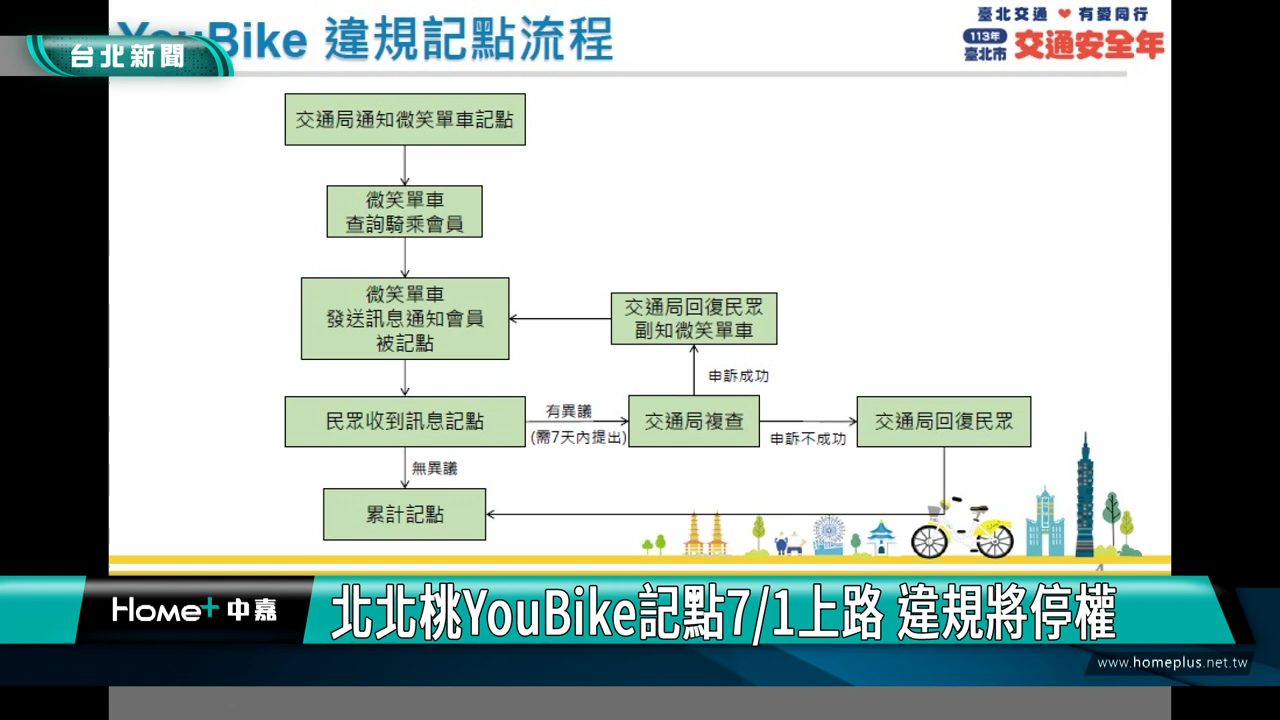 YouBike 違規記點流程
臺北交通 有愛同行
113年
臺北市
交通安全年
台北新聞
交通局通知微笑單車記點
微笑單車
查詢騎乘會員
微笑單車
發送訊息通知會員
被記點
交通局回復民眾
副知微笑單車
申訴成功
民眾收到訊息記點
有異議
(需7天內提出)
交通局複查
申訴不成功
交通局回復民眾
無異議
累計記點
Home+中嘉
北北桃YouBike記點7/1上路 違規將停權
www.homeplus.net.tw